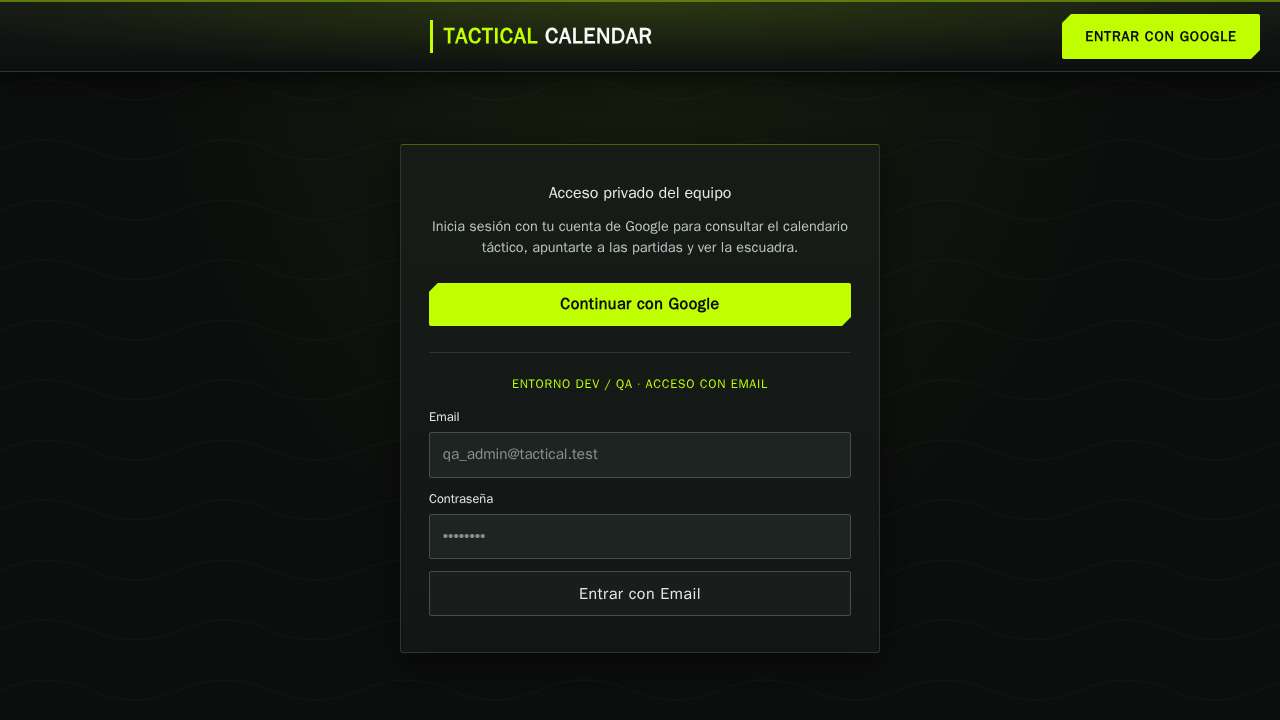 TACTICAL CALENDAR
ENTRAR CON GOOGLE
Acceso privado del equipo
Inicia sesión con tu cuenta de Google para consultar el calendario
táctico, apuntarte a las partidas y ver la escuadra.
Continuar con Google
ENTORNO DEV / QA · ACCESO CON EMAIL
Email
qa_admin@tactical.test
Contraseña
••••••••
Entrar con Email